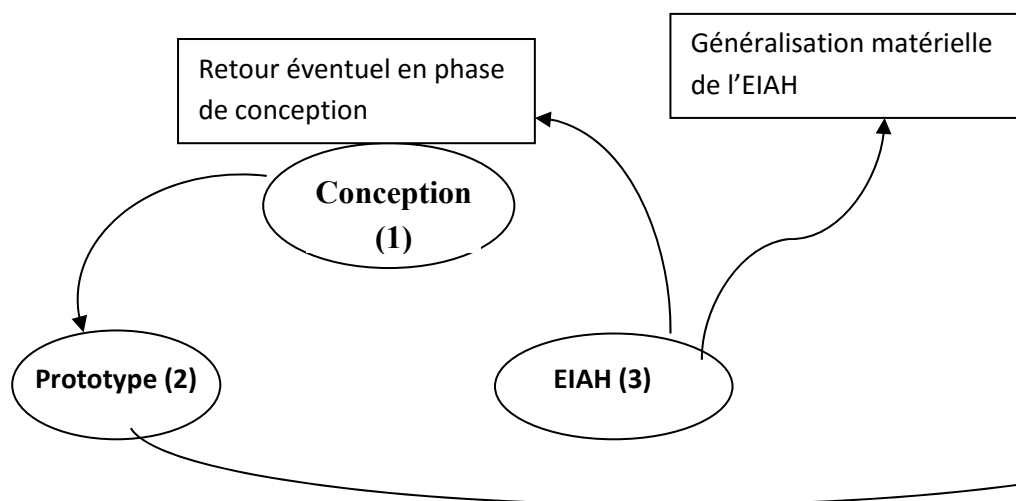 Généralisation matérielle
de l’EIAH
Retour éventuel en phase
de conception
Conception
(1)
Prototype (2)
EIAH (3)